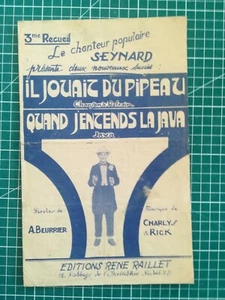 3me Recueil
Le chanteur populaire
SEYNARD
présente deux nouveaux succès
IL JOUAIT DU PIPEAU
QUAND J'ENTENDS LA JAVA
Java
Paroles de
A. BEURRIER
Musique de
CHARLYS
& RICK
EDITIONS RENE RAILLET